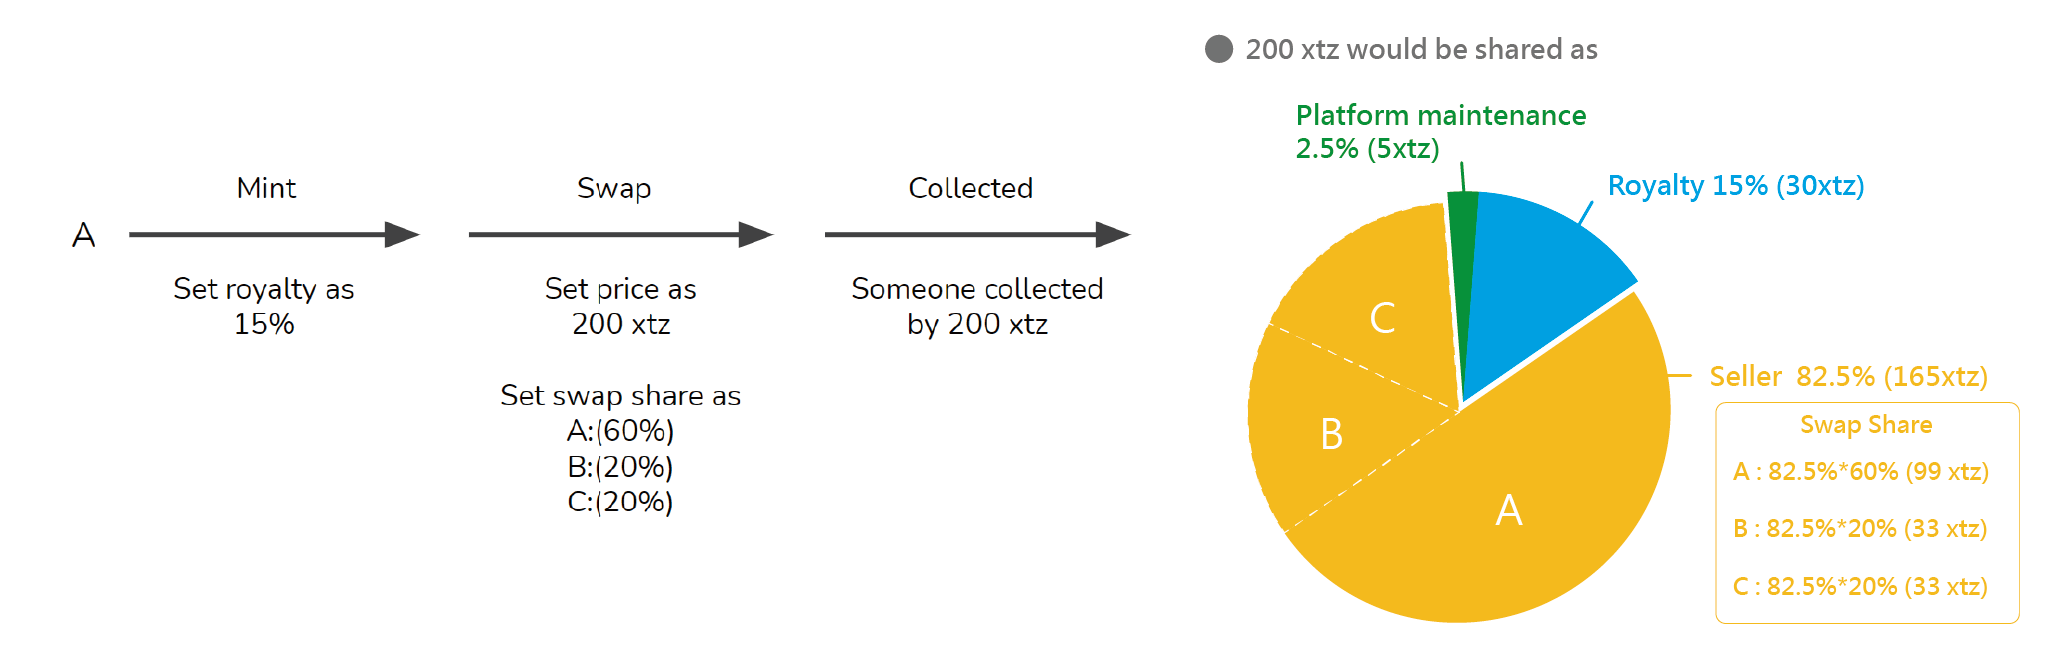 A
Mint
Set royalty as
15%
Swap
Set price as
200 xtz
Set swap share as
A:(60%)
B:(20%)
C:(20%)
Collected
Someone collected
by 200 xtz
200 xtz would be shared as
Platform maintenance
2.5% (5xtz)
Royalty 15% (30xtz)
C
B
A
Seller 82.5% (165xtz)
Swap Share
A : 82.5%*60% (99 xtz)
B : 82.5%*20% (33 xtz)
C : 82.5%*20% (33 xtz)